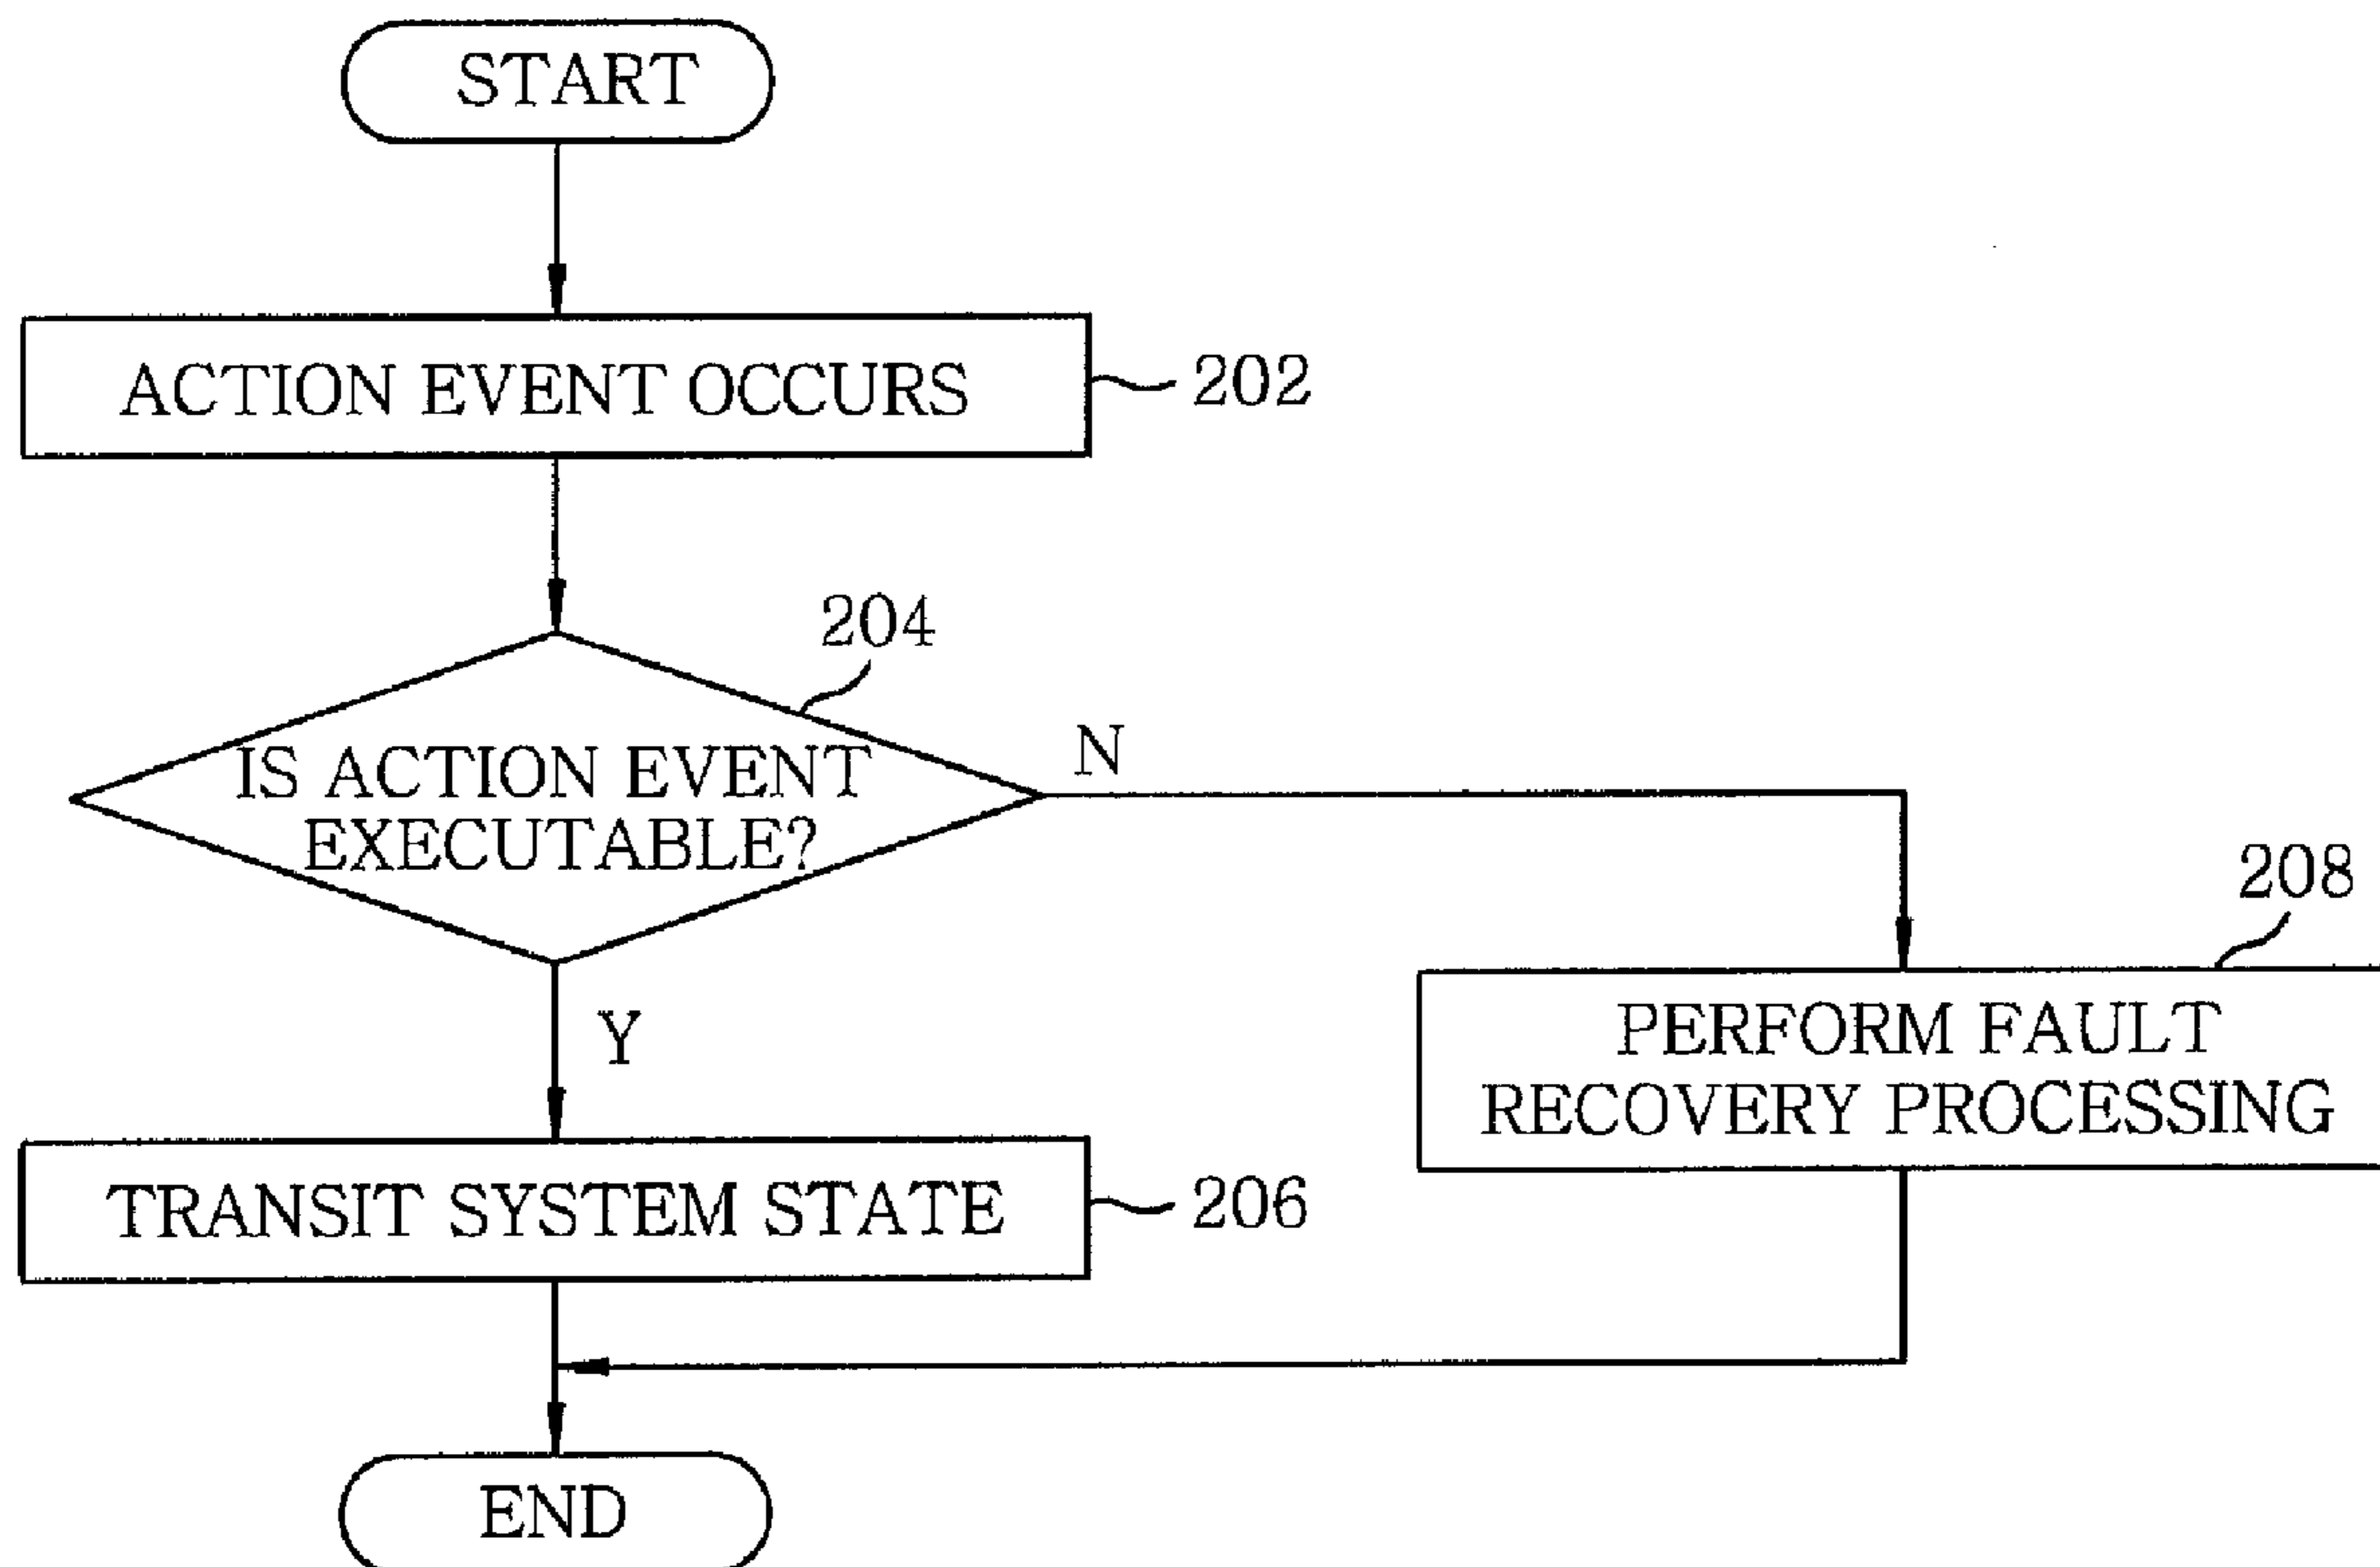 START
ACTION EVENT OCCURS
202
204
IS ACTION EVENT
EXECUTABLE?
N
Y
208
PERFORM FAULT
RECOVERY PROCESSING
TRANSIT SYSTEM STATE
206
END